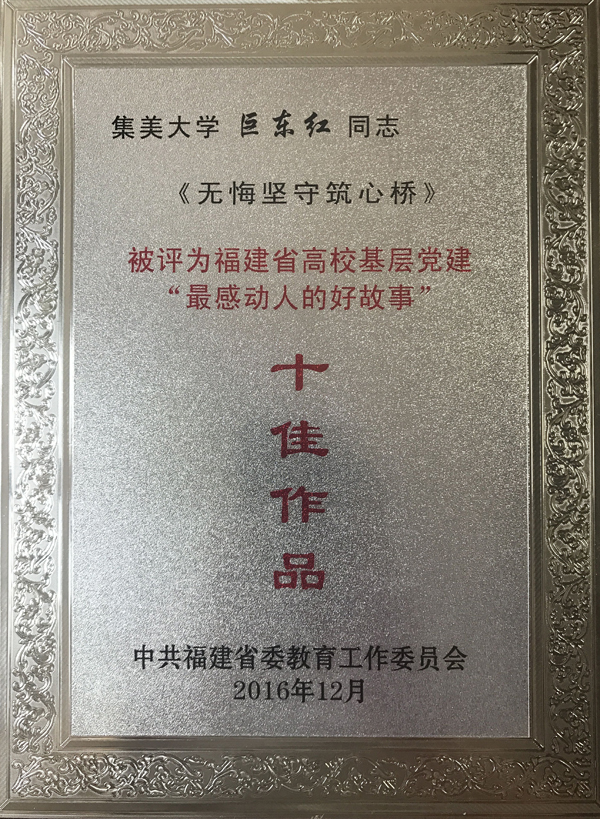 集美大学 巨东红 同志
《无悔坚守筑心桥》
被评为福建省高校基层党建
“最感动人的好故事”
十
佳
作
品
中共福建省委教育工作委员会
2016年12月